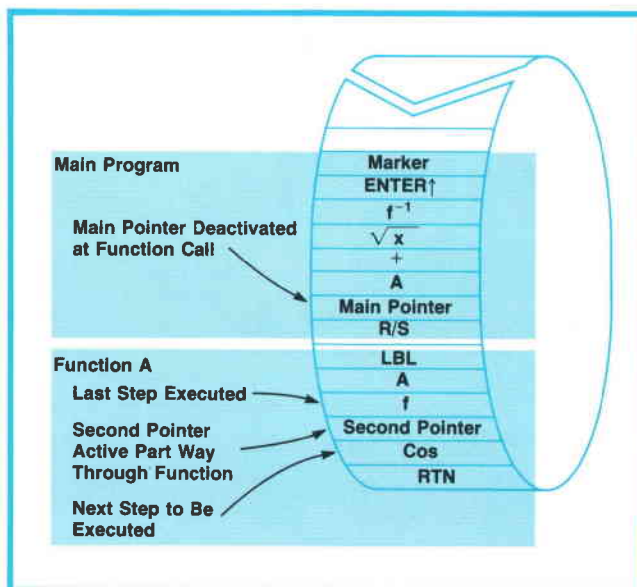 Main Program
Main Pointer Deactivated
at Function Call
Marker
ENTER↑
f⁻¹
√x
+
A
Main Pointer
R/S
Function A
Last Step Executed
Second Pointer
Active Part Way
Through Function
Next Step to Be
Executed
LBL
A
f
Second Pointer
Cos
RTN